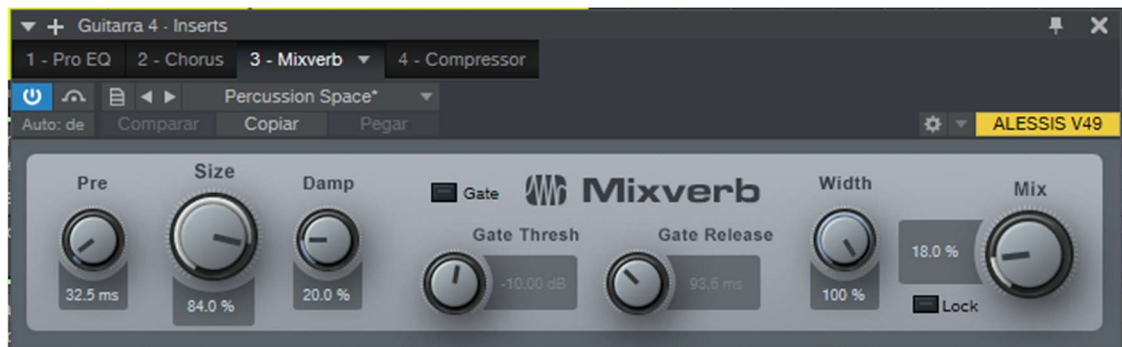 Guitarra 4 - Inserts
1 - Pro EQ 2 - Chorus 3 - Mixverb 4 - Compressor
Percussion Space*
Auto: de Comparar Copiar Pegar ALESSIS V49
Pre Size Damp Gate Mixverb Width Mix
Gate Thresh Gate Release
32.5 ms 84.0 % 20.0 % -10.00 dB 93.6 ms 100 % 18.0 %
Lock